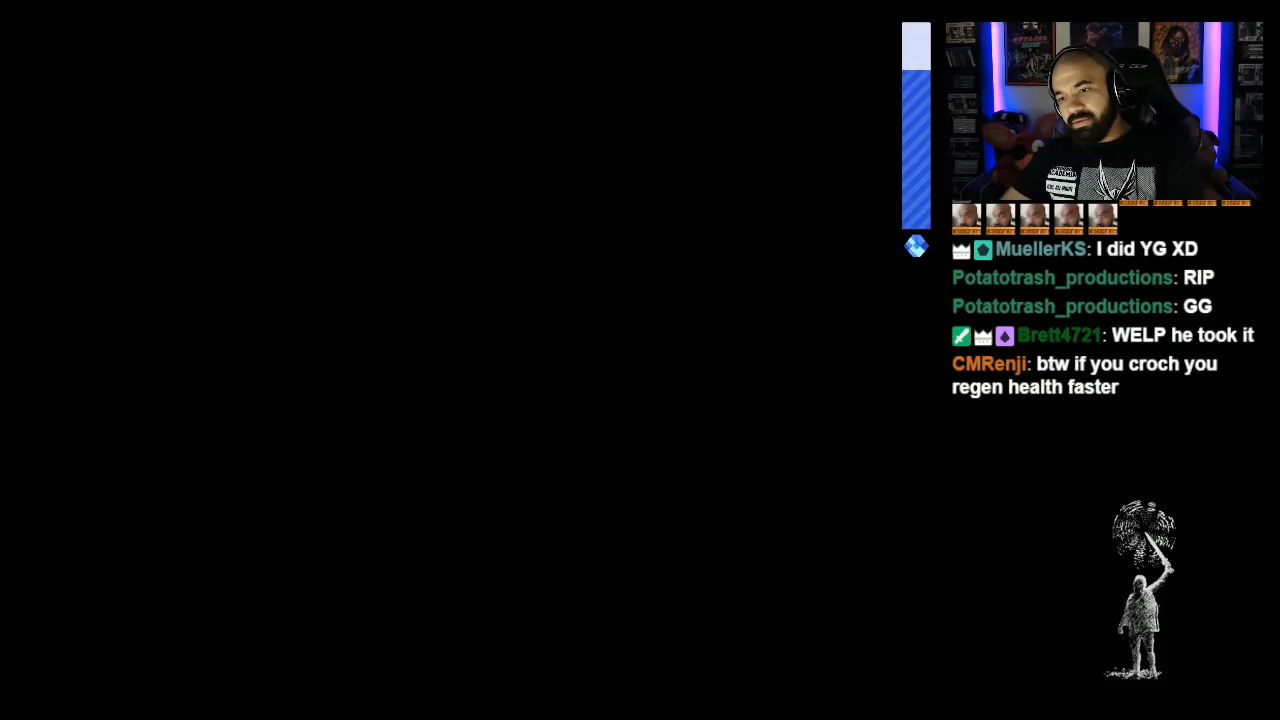 MuellerKS: I did YG XD
Potatotrash_productions: RIP
Potatotrash_productions: GG
Brett4721: WELP he took it
CMRenji: btw if you croch you
regen health faster